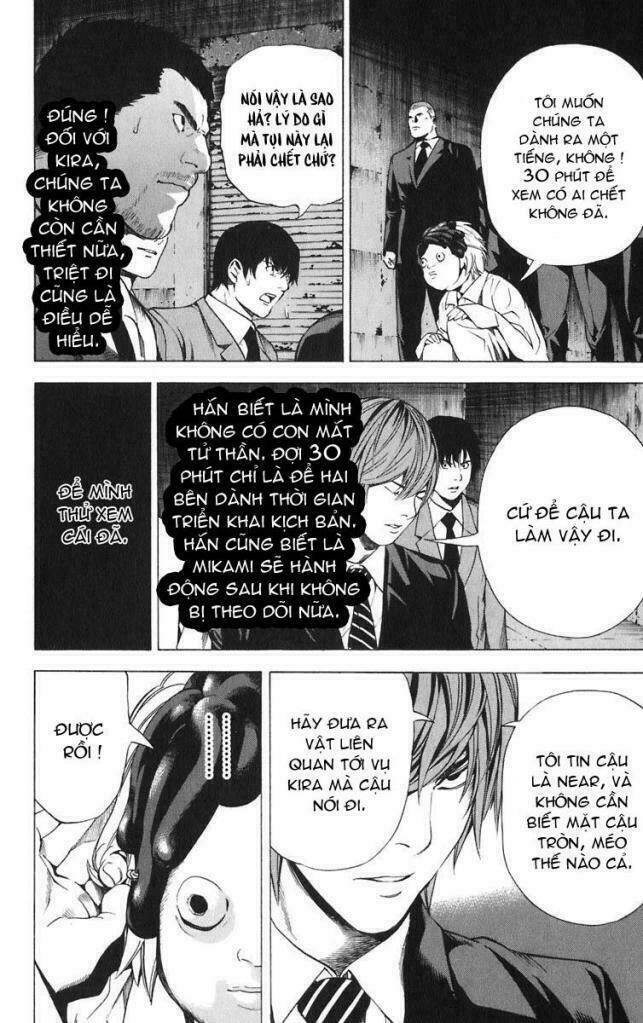 TÔI MUỐN
CHÚNG TA
DÀNH RA MỘT
TIẾNG, KHÔNG !
30 PHÚT ĐỂ
XEM CÓ AI CHẾT
KHÔNG ĐÃ.
NÓI VẬY LÀ SAO
HẢ? LÝ DO GÌ
MÀ TỤI NÀY LẠI
PHẢI CHẾT CHỨ?
ĐÚNG !
ĐỐI VỚI
KIRA,
CHÚNG TA
KHÔNG
CÒN CẦN
THIẾT NỮA,
TRIỆT ĐI
CŨNG LÀ
ĐIỀU DỄ
HIỂU.
CỨ ĐỂ CẬU TA
LÀM VẬY ĐI.
HẮN BIẾT LÀ MÌNH
KHÔNG CÓ CON MẮT
TỬ THẦN. ĐỢI 30
PHÚT CHỈ LÀ ĐỂ HAI
BÊN DÀNH THỜI GIAN
TRIỂN KHAI KỊCH BẢN.
HẮN CŨNG BIẾT LÀ
MIKAMI SẼ HÀNH
ĐỘNG SAU KHI KHÔNG
BỊ THEO DÕI NỮA.
ĐỂ MÌNH
THỬ XEM
CÁI ĐÃ.
TÔI TIN CẬU
LÀ NEAR, VÀ
KHÔNG CẦN
BIẾT MẶT CẬU
TRÒN, MÉO
THẾ NÀO CẢ.
HÃY ĐƯA RA
VẬT LIÊN
QUAN TỚI VỤ
KIRA MÀ CẬU
NÓI ĐI.
ĐƯỢC
RỒI !